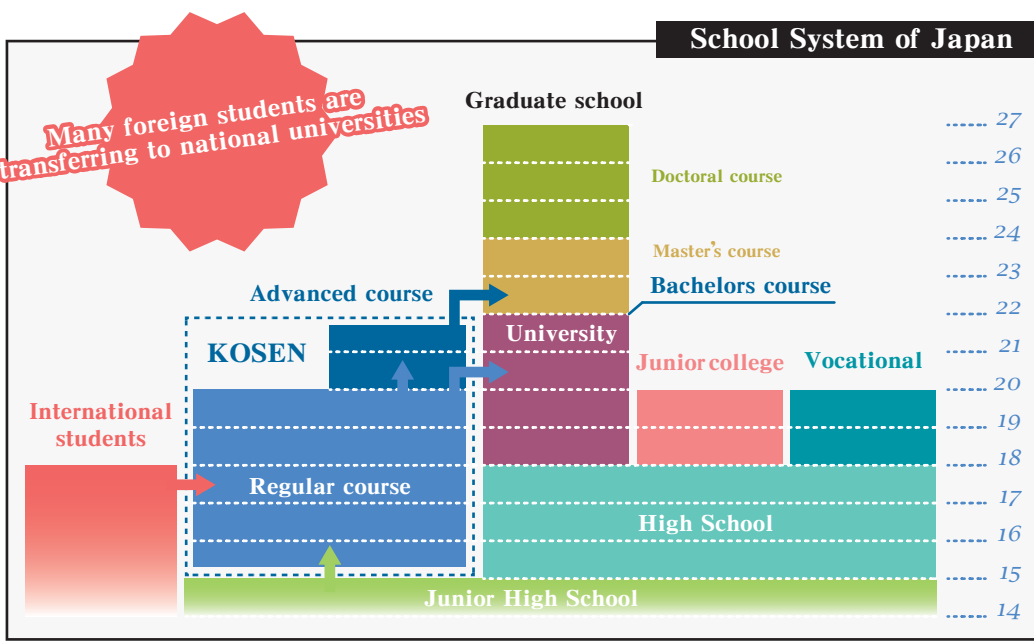 School System of Japan
Many foreign students are
transferring to national universities
Graduate school
27
26
Doctoral course
25
24
Master's course
23
Advanced course
Bachelors course
22
KOSEN
University
21
Junior college
Vocational
20
International
students
19
18
Regular course
17
High School
16
15
Junior High School
14